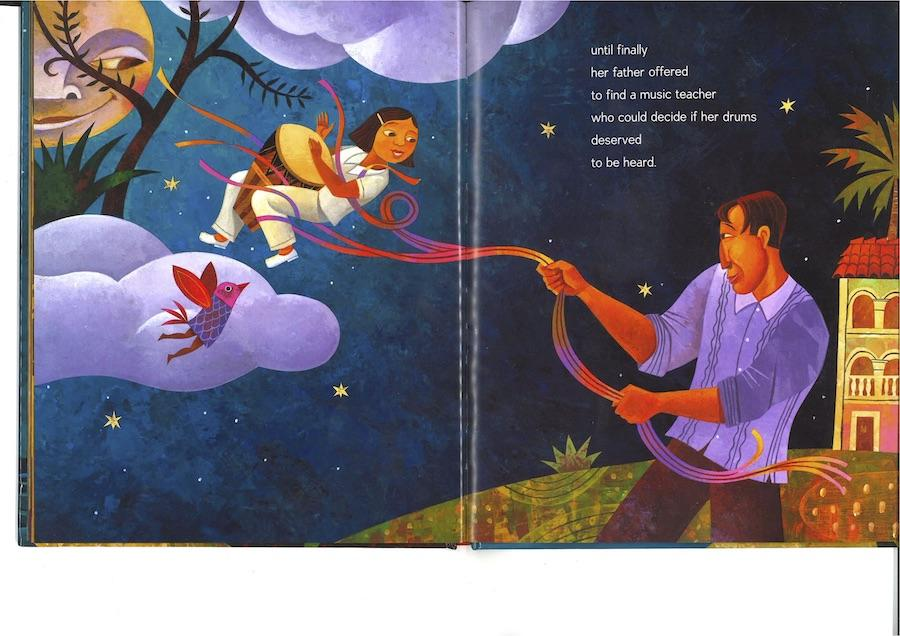 until finally
her father offered
to find a music teacher
who could decide if her drums
deserved
to be heard.